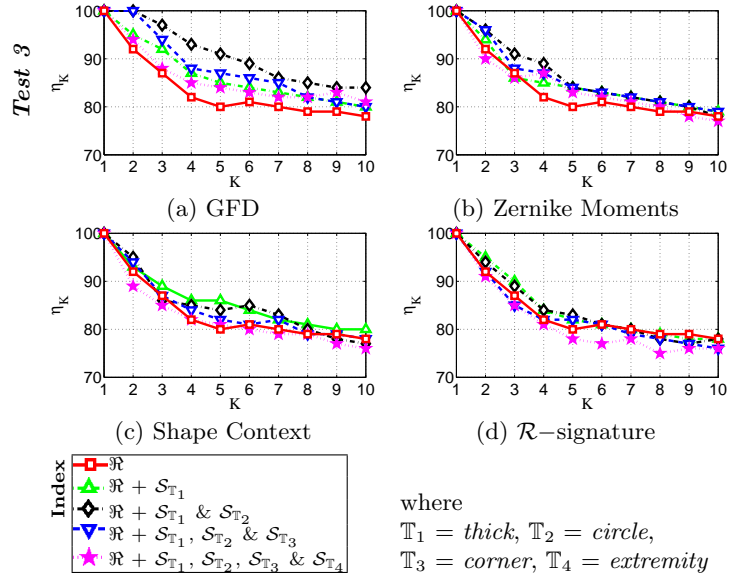 Test 3
100
90
80
70
η_K
1 2 3 4 5 6 7 8 9 10
K
(a) GFD
100
90
80
70
η_K
1 2 3 4 5 6 7 8 9 10
K
(b) Zernike Moments
100
90
80
70
η_K
1 2 3 4 5 6 7 8 9 10
K
(c) Shape Context
100
90
80
70
η_K
1 2 3 4 5 6 7 8 9 10
K
(d) ℛ−signature
Index
ℜ
ℜ + 𝒮_𝕋₁
ℜ + 𝒮_𝕋₁ & 𝒮_𝕋₂
ℜ + 𝒮_𝕋₁, 𝒮_𝕋₂ & 𝒮_𝕋₃
ℜ + 𝒮_𝕋₁, 𝒮_𝕋₂, 𝒮_𝕋₃ & 𝒮_𝕋₄
where
𝕋₁ = thick, 𝕋₂ = circle,
𝕋₃ = corner, 𝕋₄ = extremity